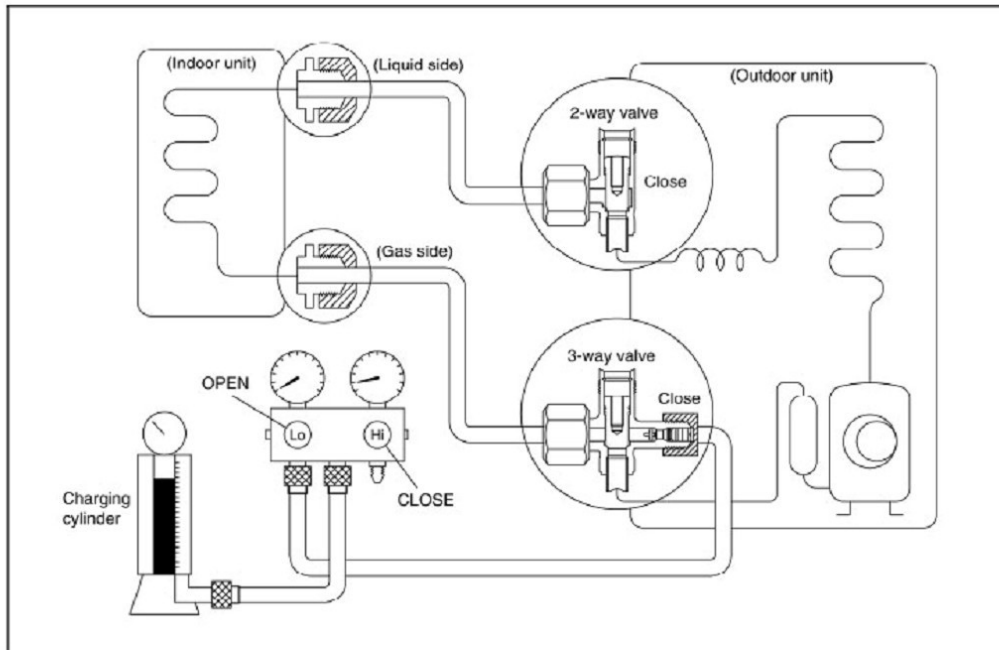 (Indoor unit)
(Liquid side)
(Outdoor unit)
2-way valve
Close
(Gas side)
3-way valve
Close
OPEN
Lo
Hi
CLOSE
Charging
cylinder